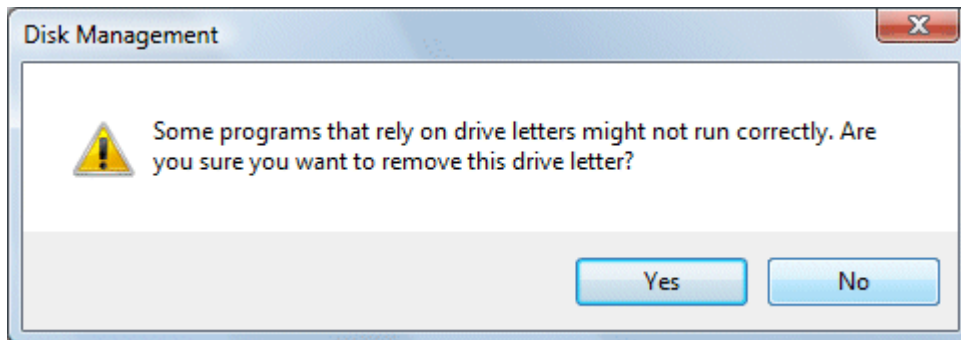 Disk Management
Some programs that rely on drive letters might not run correctly. Are
you sure you want to remove this drive letter?
Yes No